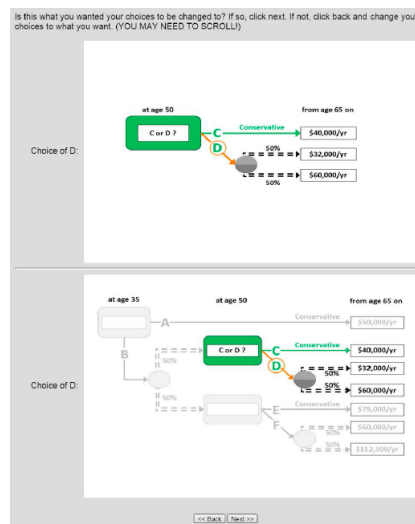 Is this what you wanted your choices to be changed to? If so, click next. If not, click back and change you
choices to what you want. (YOU MAY NEED TO SCROLL!)
at age 50
from age 65 on
C or D ?
C
Conservative
$40,000/yr
D
50%
$32,000/yr
Choice of D:
$60,000/yr
50%
at age 35
at age 50
from age 65 on
A
Conservative
$50,000/yr
B
C or D ?
C
Conservative
$40,000/yr
50%
D
50%
$32,000/yr
Choice of D:
50%
$60,000/yr
50%
E
Conservative
$75,000/yr
F
50%
$60,000/yr
50%
$112,500/yr
<< Back
Next >>